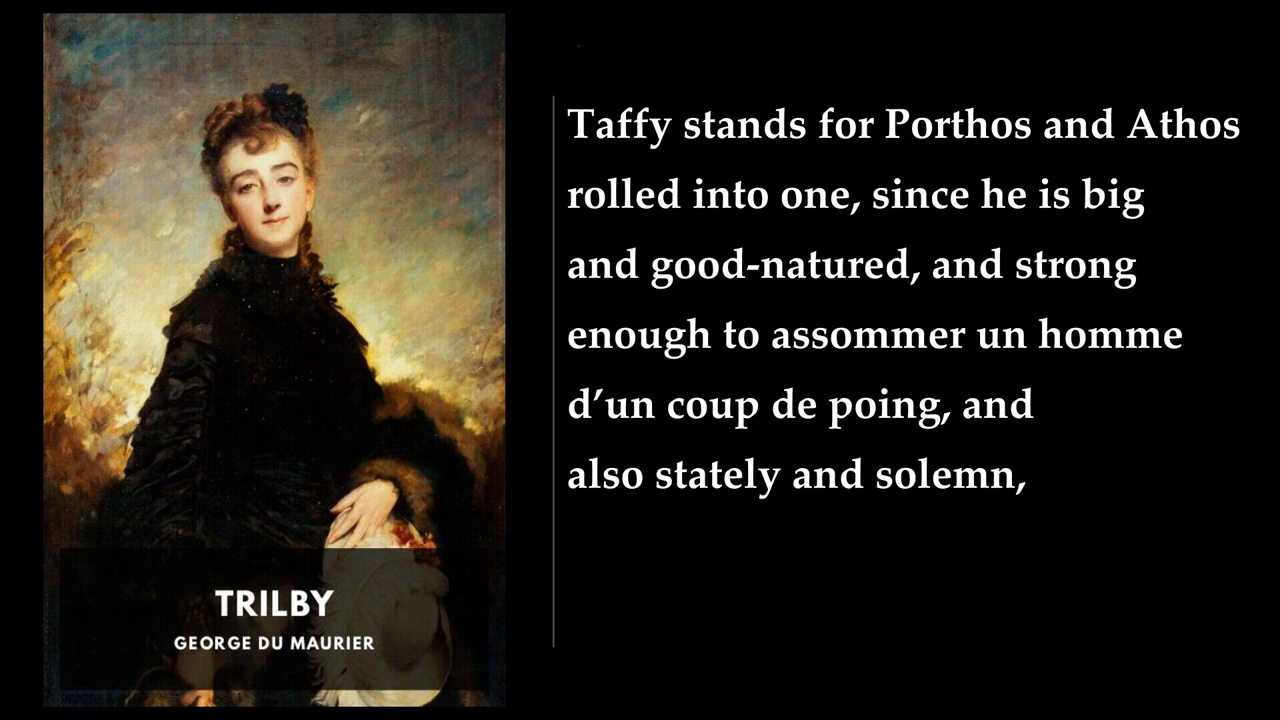 TRILBY
GEORGE DU MAURIER
Taffy stands for Porthos and Athos
rolled into one, since he is big
and good-natured, and strong
enough to assommer un homme
d’un coup de poing, and
also stately and solemn,